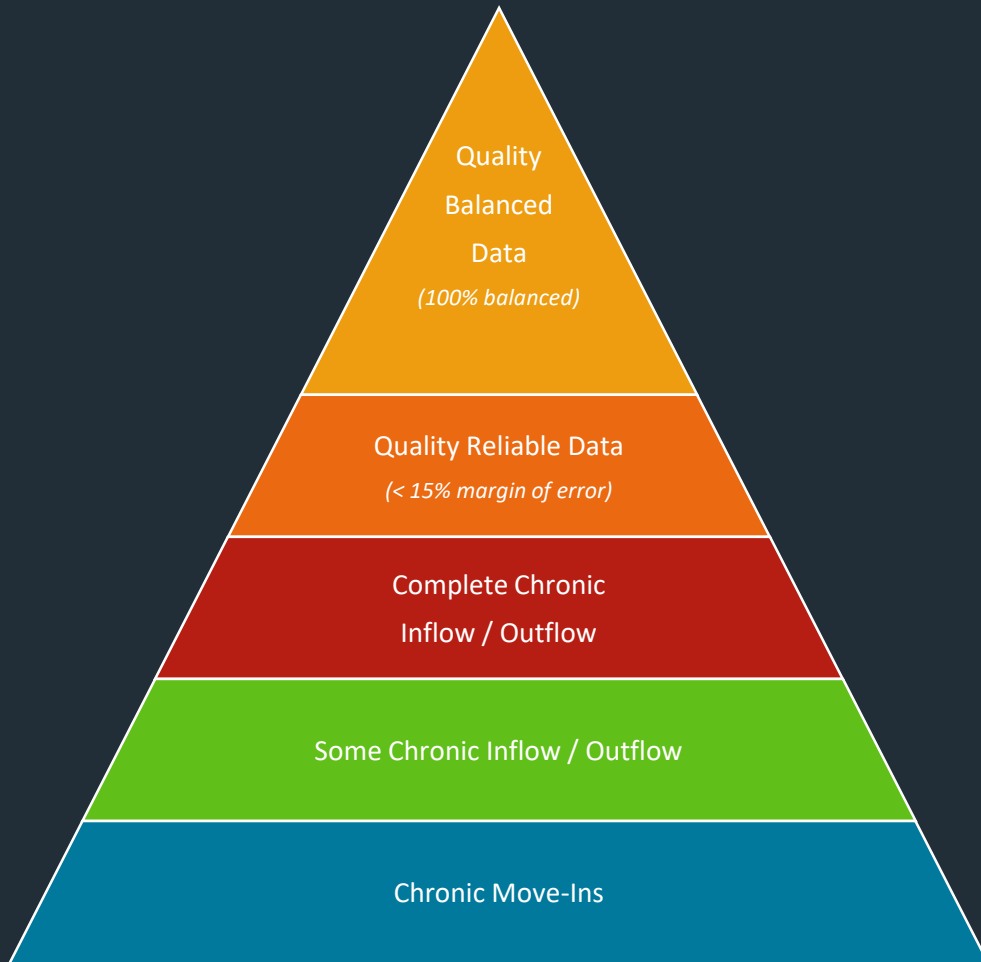 Quality
Balanced
Data
(100% balanced)
Quality Reliable Data
(< 15% margin of error)
Complete Chronic
Inflow / Outflow
Some Chronic Inflow / Outflow
Chronic Move-Ins